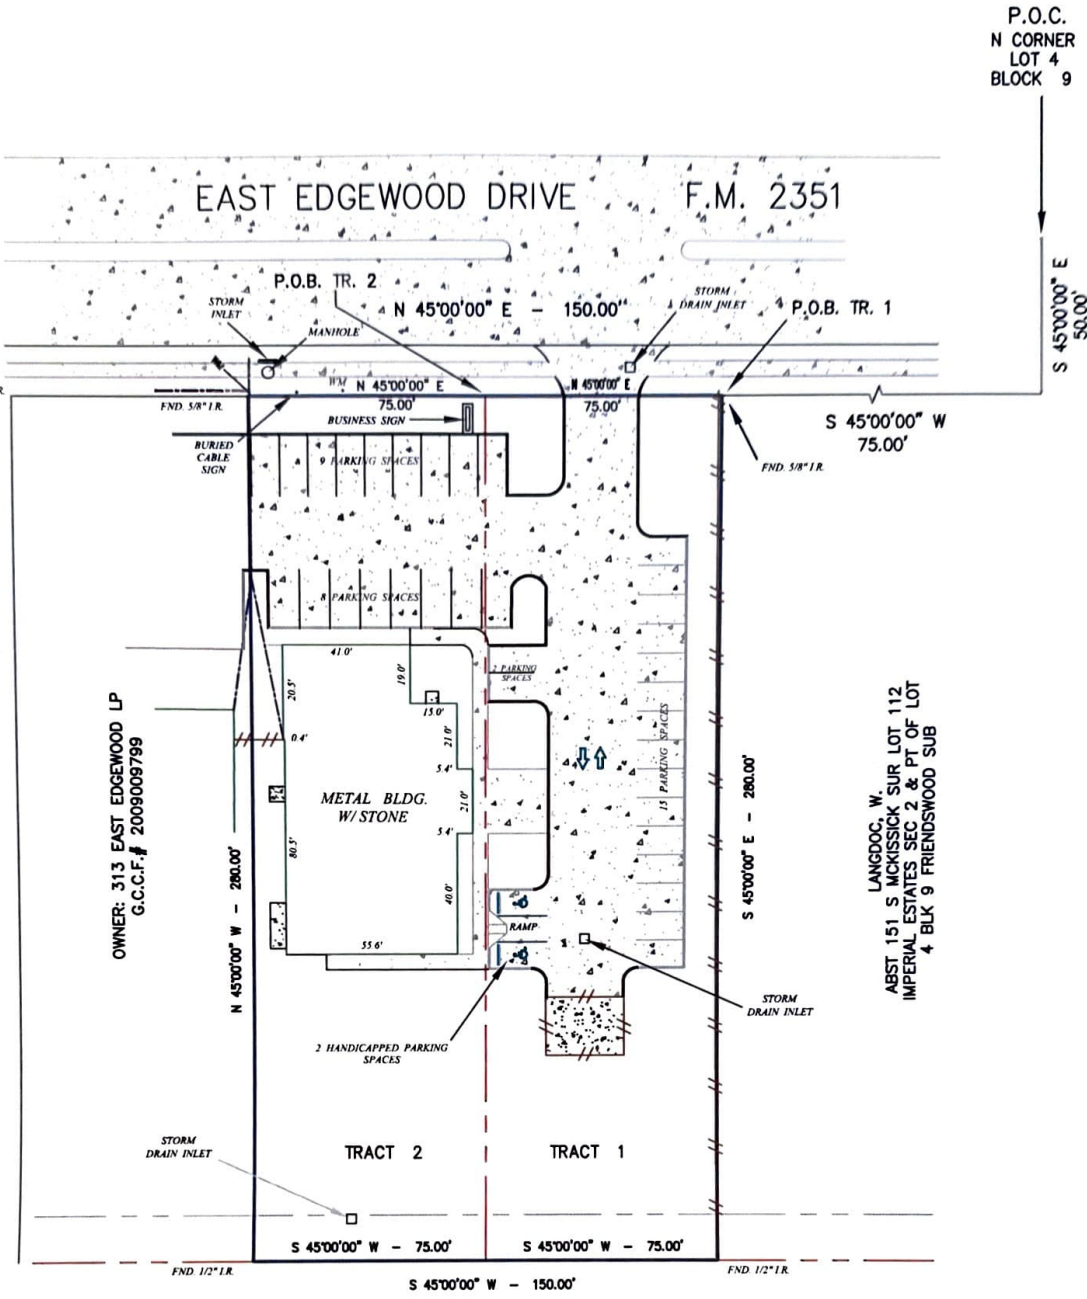 P.O.C.
N CORNER
LOT 4
BLOCK 9
EAST EDGEWOOD DRIVE F.M. 2351
S 45°00'00" E
50.00'
P.O.B. TR. 2
STORM
INLET
MANHOLE
N 45°00'00" E - 150.00'
STORM
DRAIN INLET
P.O.B. TR. 1
WM
N 45°00'00" E
75.00'
N 45°00'00" E
75.00'
FND. 5/8" I.R.
BURIED
CABLE
SIGN
BUSINESS SIGN
S 45°00'00" W
75.00'
FND. 5/8" I.R.
9 PARKING SPACES
8 PARKING SPACES
41.0'
20.5'
19.0'
15.0'
2 PARKING
SPACES
0.4'
21.0'
5.4'
21.0'
5.4'
METAL BLDG.
W/ STONE
80.5'
40.0'
55.6'
RAMP
15 PARKING SPACES
S 45°00'00" E - 280.00'
LANGDOC, W.
ABST 151 S MCKISSICK SUR LOT 112
IMPERIAL ESTATES SEC 2 & PT OF LOT
4 BLK 9 FRIENDSWOOD SUB
OWNER: 313 EAST EDGEWOOD LP
G.C.C.F.# 2009009799
N 45°00'00" W - 280.00'
STORM
DRAIN INLET
2 HANDICAPPED PARKING
SPACES
STORM
DRAIN INLET
TRACT 2
TRACT 1
S 45°00'00" W - 75.00'
S 45°00'00" W - 75.00'
FND. 1/2" I.R.
FND. 1/2" I.R.
S 45°00'00" W - 150.00'